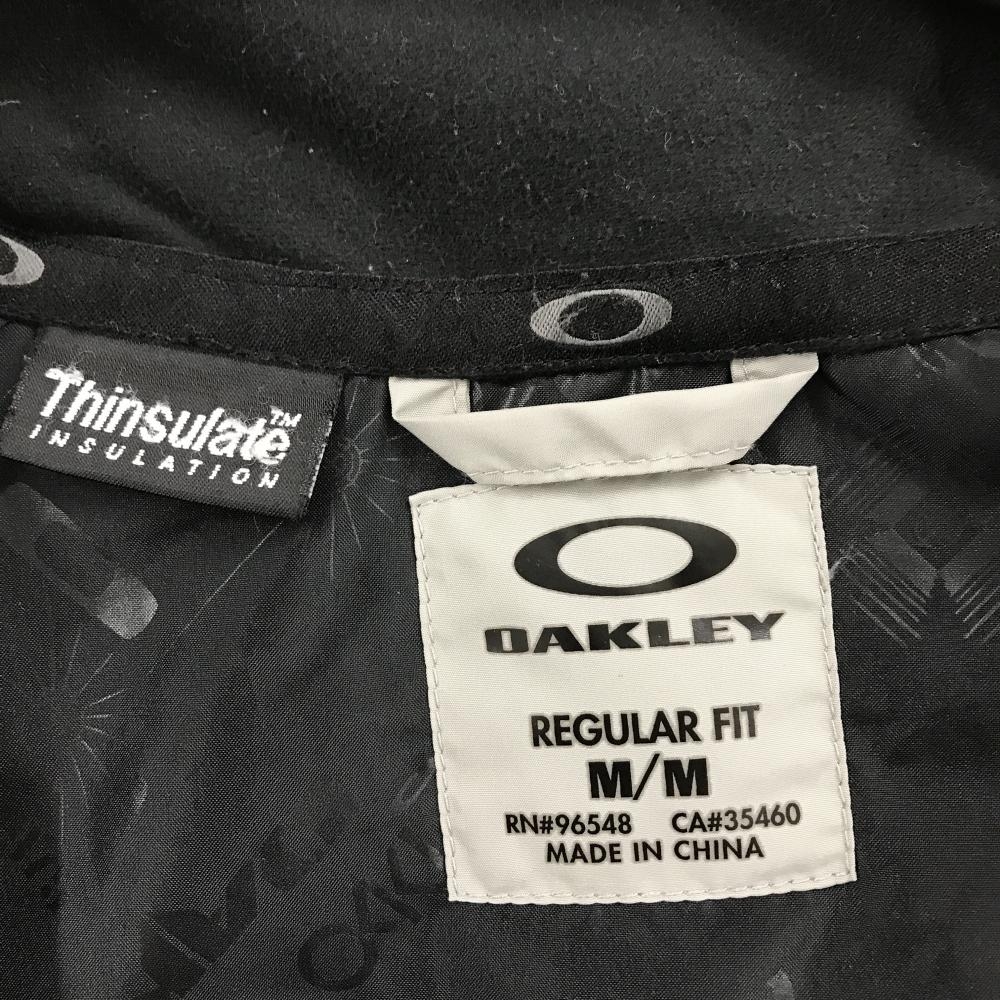 Thinsulate™
INSULATION
OAKLEY
REGULAR FIT
M/M
RN#96548 CA#35460
MADE IN CHINA